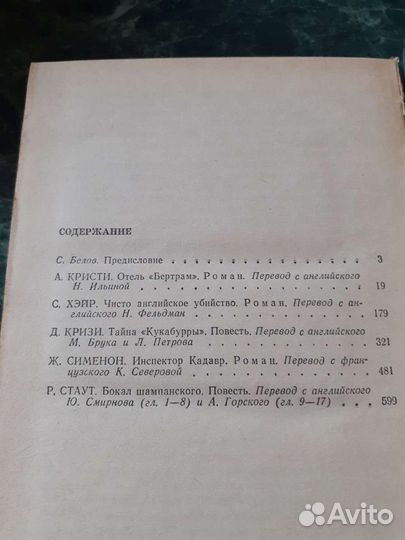 СОДЕРЖАНИЕ
С. Белов. Предисловие . . . . . . . . . . . . . . . 3
А. КРИСТИ. Отель «Бертрам». Роман. Перевод с английского
Н. Ильиной . . . . . . . . . . . . . . . . . 19
С. ХЭЙР. Чисто английское убийство. Роман. Перевод с ан-
глийского Н. Фельдман . . . . . . . . . . . . 179
Д. КРИЗИ. Тайна «Кукабурры». Повесть. Перевод с английского
М. Брука и Л. Петрова . . . . . . . . . . . . 321
Ж. СИМЕНОН. Инспектор Кадавр. Роман. Перевод с фран-
цузского К. Северовой . . . . . . . . . . . . 481
Р. СТАУТ. Бокал шампанского. Повесть. Перевод с английского
Ю. Смирнова (гл. 1—8) и А. Горского (гл. 9—17) . . . 599
Avito